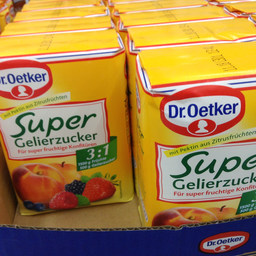 Dr.Oetker
mit Pektin aus Zitrusfrüchten
Super
Gelierzucker
Für super fruchtige Konfitüren
3:1
Dr.Oetker
mit Pektin aus Zitrusfrüchten
Supe
Gelierzucker
Für super fruchtige Konfitüren
Dr.Oetker